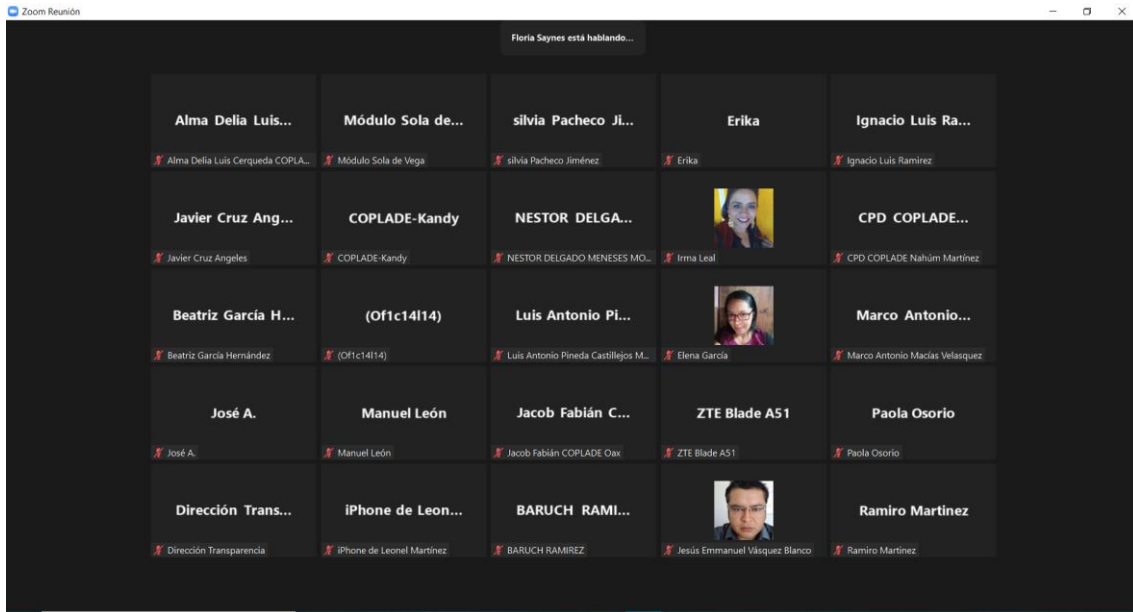 Zoom Reunión
Floria Saynes está hablando...
Alma Delia Luis...
Alma Delia Luis Cerqueda COPLA...
Módulo Sola de...
Módulo Sola de Vega
silvia Pacheco Ji...
silvia Pacheco Jiménez
Erika
Erika
Ignacio Luis Ra...
Ignacio Luis Ramirez
Javier Cruz Ang...
Javier Cruz Angeles
COPLADE-Kandy
COPLADE-Kandy
NESTOR DELGA...
NESTOR DELGADO MENESES MO...
Irma Leal
CPD COPLADE...
CPD COPLADE Nahúm Martínez
Beatriz García H...
Beatriz García Hernández
(Of1c14l14)
(Of1c14l14)
Luis Antonio Pi...
Luis Antonio Pineda Castillejos M...
Elena García
Marco Antonio...
Marco Antonio Macías Velasquez
José A.
José A.
Manuel León
Manuel León
Jacob Fabián C...
Jacob Fabián COPLADE Oax
ZTE Blade A51
ZTE Blade A51
Paola Osorio
Paola Osorio
Dirección Trans...
Dirección Transparencia
iPhone de Leon...
iPhone de Leonel Martínez
BARUCH RAMI...
BARUCH RAMIREZ
Jesús Emmanuel Vásquez Blanco
Ramiro Martinez
Ramiro Martinez